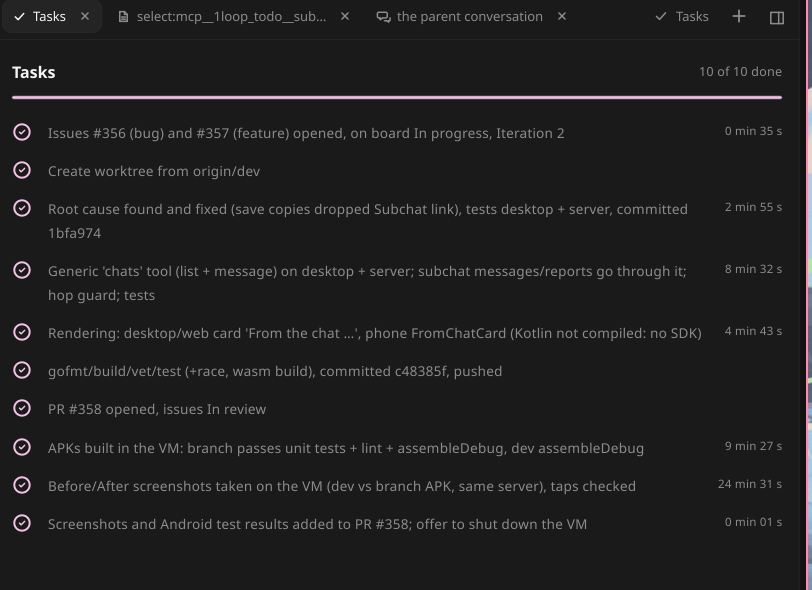 Tasks
select:mcp__1loop_todo__sub...
the parent conversation
Tasks
Tasks
10 of 10 done
Issues #356 (bug) and #357 (feature) opened, on board In progress, Iteration 2
0 min 35 s
Create worktree from origin/dev
Root cause found and fixed (save copies dropped Subchat link), tests desktop + server, committed
1bfa974
2 min 55 s
Generic 'chats' tool (list + message) on desktop + server; subchat messages/reports go through it;
hop guard; tests
8 min 32 s
Rendering: desktop/web card 'From the chat ...', phone FromChatCard (Kotlin not compiled: no SDK)
4 min 43 s
gofmt/build/vet/test (+race, wasm build), committed c48385f, pushed
PR #358 opened, issues In review
APKs built in the VM: branch passes unit tests + lint + assembleDebug, dev assembleDebug
9 min 27 s
Before/After screenshots taken on the VM (dev vs branch APK, same server), taps checked
24 min 31 s
Screenshots and Android test results added to PR #358; offer to shut down the VM
0 min 01 s